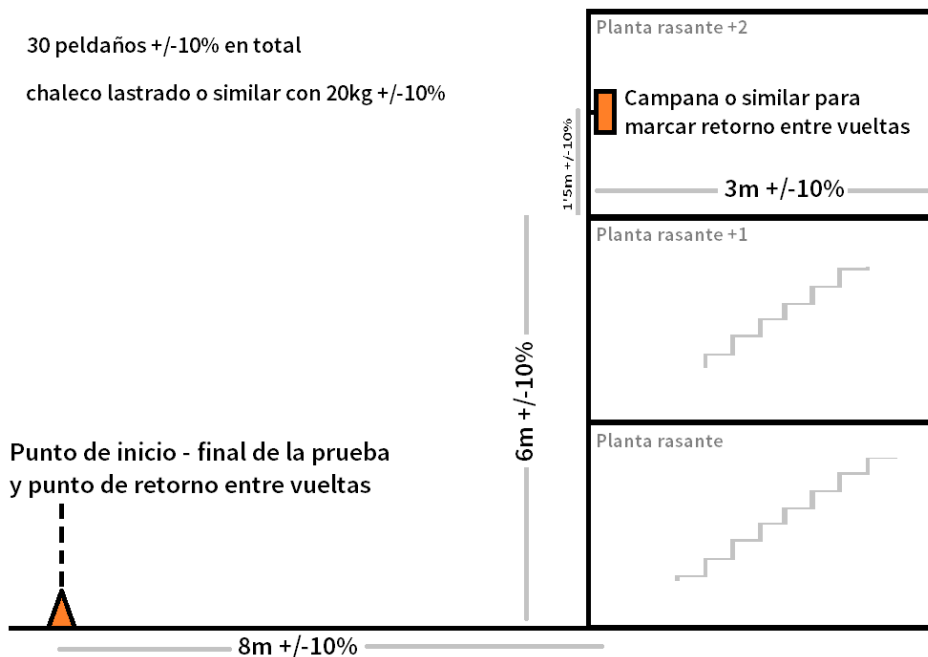 30 peldaños +/-10% en total
chaleco lastrado o similar con 20kg +/-10%
Planta rasante +2
Campana o similar para
marcar retorno entre vueltas
1'5m +/-10%
3m +/-10%
Planta rasante +1
6m +/-10%
Planta rasante
Punto de inicio - final de la prueba
y punto de retorno entre vueltas
8m +/-10%